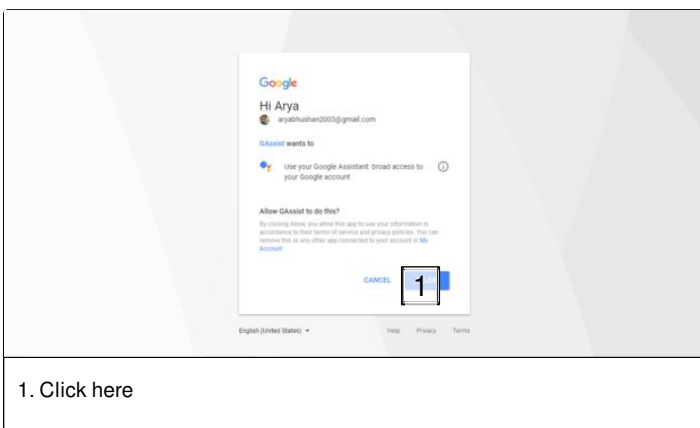 Google
Hi Arya
aryabhushan2003@gmail.com
GAssist wants to
Use your Google Assistant: broad access to
your Google account
Allow GAssist to do this?
By clicking Allow, you allow this app to use your information in
accordance to their terms of service and privacy policies. You can
remove this or any other app connected to your account in My
Account
CANCEL
1
English (United States)
Help Privacy Terms
1. Click here